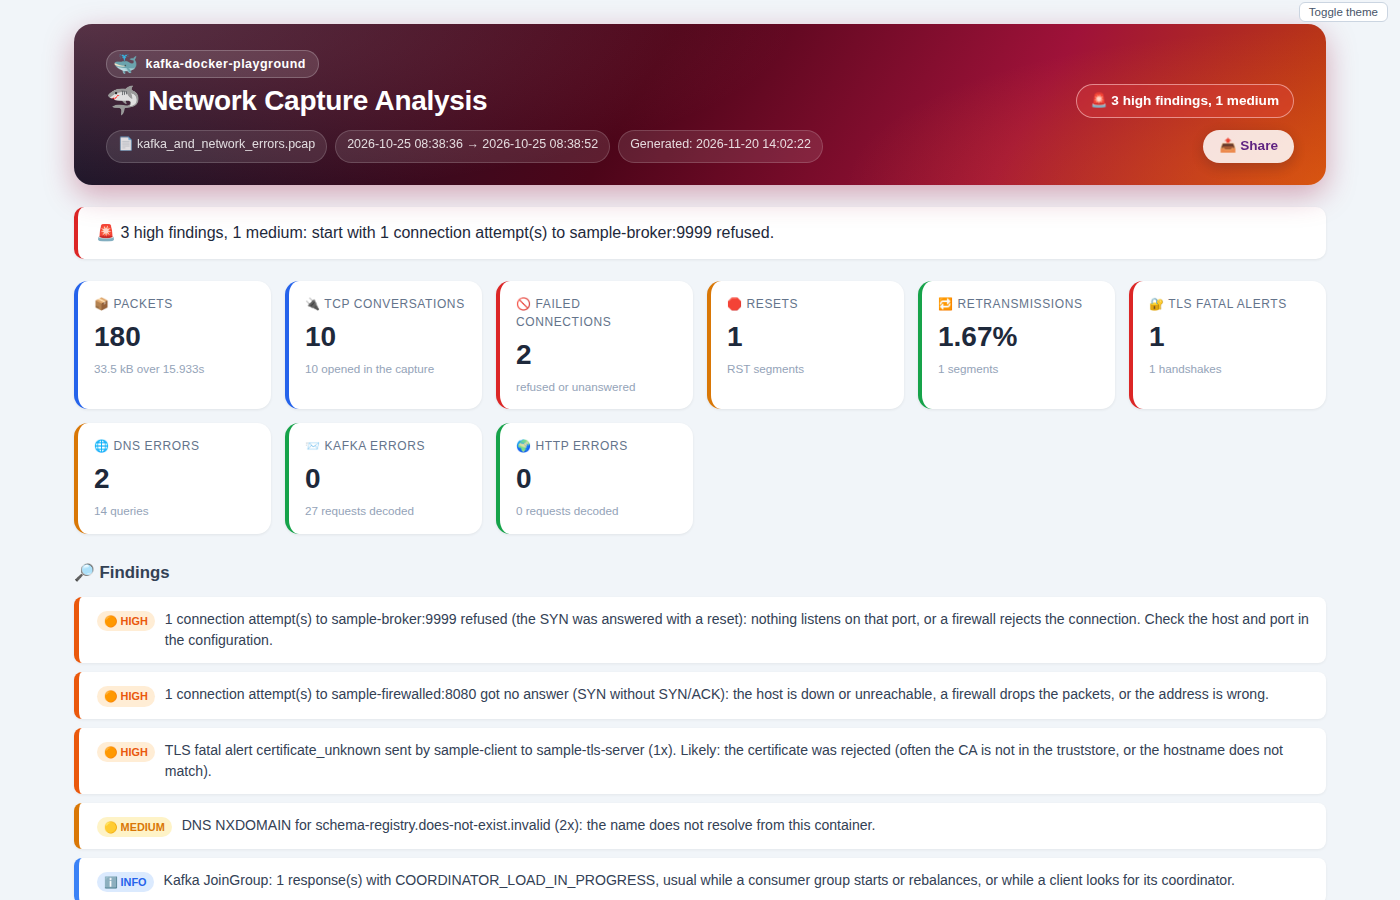 Toggle theme
kafka-docker-playground
Network Capture Analysis
3 high findings, 1 medium
kafka_and_network_errors.pcap
2026-10-25 08:38:36 → 2026-10-25 08:38:52
Generated: 2026-11-20 14:02:22
Share
3 high findings, 1 medium: start with 1 connection attempt(s) to sample-broker:9999 refused.
PACKETS
180
33.5 kB over 15.933s
TCP CONVERSATIONS
10
10 opened in the capture
FAILED
CONNECTIONS
2
refused or unanswered
RESETS
1
RST segments
RETRANSMISSIONS
1.67%
1 segments
TLS FATAL ALERTS
1
1 handshakes
DNS ERRORS
2
14 queries
KAFKA ERRORS
0
27 requests decoded
HTTP ERRORS
0
0 requests decoded
Findings
HIGH
1 connection attempt(s) to sample-broker:9999 refused (the SYN was answered with a reset): nothing listens on that port, or a firewall rejects the connection. Check the host and port in
the configuration.
HIGH
1 connection attempt(s) to sample-firewalled:8080 got no answer (SYN without SYN/ACK): the host is down or unreachable, a firewall drops the packets, or the address is wrong.
HIGH
TLS fatal alert certificate_unknown sent by sample-client to sample-tls-server (1x). Likely: the certificate was rejected (often the CA is not in the truststore, or the hostname does not
match).
MEDIUM
DNS NXDOMAIN for schema-registry.does-not-exist.invalid (2x): the name does not resolve from this container.
INFO
Kafka JoinGroup: 1 response(s) with COORDINATOR_LOAD_IN_PROGRESS, usual while a consumer group starts or rebalances, or while a client looks for its coordinator.